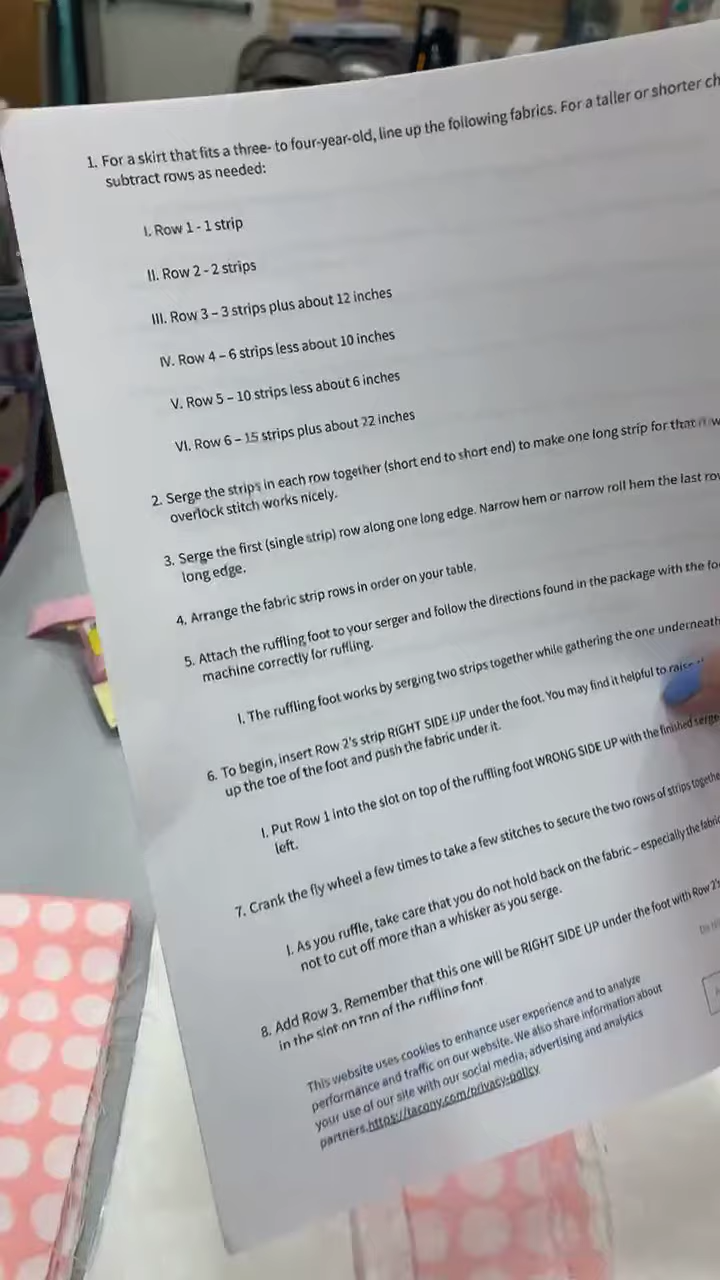 1. For a skirt that fits a three- to four-year-old, line up the following fabrics. For a taller or shorter ch
subtract rows as needed:
I. Row 1 - 1 strip
II. Row 2 - 2 strips
III. Row 3 – 3 strips plus about 12 inches
IV. Row 4 – 6 strips less about 10 inches
V. Row 5 – 10 strips less about 6 inches
VI. Row 6 – 15 strips plus about 22 inches
2. Serge the strips in each row together (short end to short end) to make one long strip for that
overlock stitch works nicely.
3. Serge the first (single strip) row along one long edge. Narrow hem or narrow roll hem the last ro
long edge.
4. Arrange the fabric strip rows in order on your table.
5. Attach the ruffling foot to your serger and follow the directions found in the package with the fo
machine correctly for ruffling.
I. The ruffling foot works by serging two strips together while gathering the one underneath
6. To begin, insert Row 2's strip RIGHT SIDE UP under the foot. You may find it helpful to raise
up the toe of the foot and push the fabric under it.
I. Put Row 1 into the slot on top of the ruffling foot WRONG SIDE UP with the finished serge
left.
7. Crank the fly wheel a few times to take a few stitches to secure the two rows of strips togethe
I. As you ruffle, take care that you do not hold back on the fabric – especially the fabric
not to cut off more than a whisker as you serge.
8. Add Row 3. Remember that this one will be RIGHT SIDE UP under the foot with Row 2's
in the slot on top of the ruffling foot
This website uses cookies to enhance user experience and to analyze
performance and traffic on our website. We also share information about
your use of our site with our social media, advertising and analytics
partners.https://tacony.com/privacy-policy